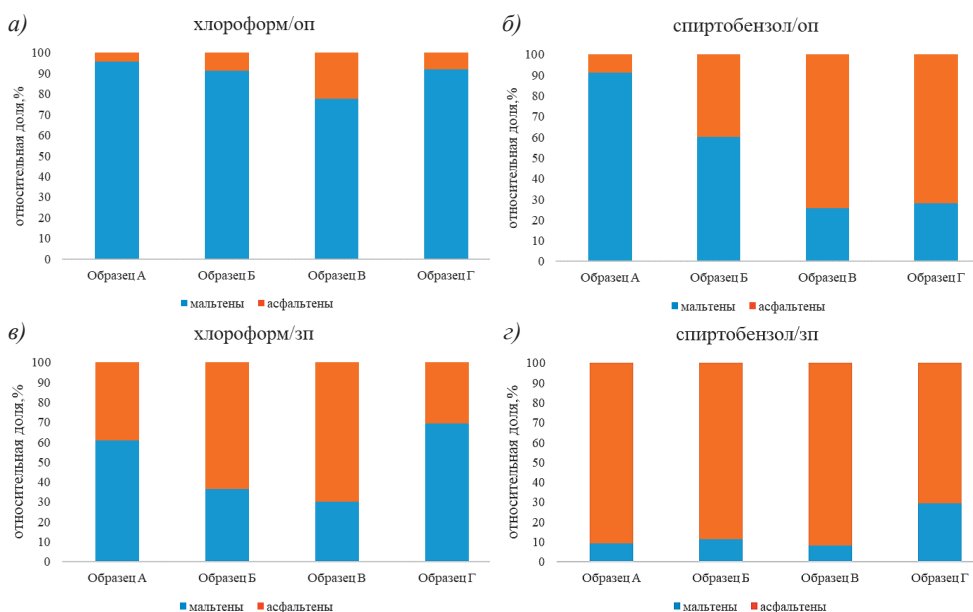 а)
хлороформ/оп
относительная доля,%
100
90
80
70
60
50
40
30
20
10
0
Образец А Образец Б Образец В Образец Г
мальтены асфальтены
б)
спиртобензол/оп
относительная доля,%
100
90
80
70
60
50
40
30
20
10
0
Образец А Образец Б Образец В Образец Г
мальтены асфальтены
в)
хлороформ/зп
относительная доля,%
100
90
80
70
60
50
40
30
20
10
0
Образец А Образец Б Образец В Образец Г
мальтены асфальтены
г)
спиртобензол/зп
относительная доля,%
100
90
80
70
60
50
40
30
20
10
0
Образец А Образец Б Образец В Образец Г
мальтены асфальтены